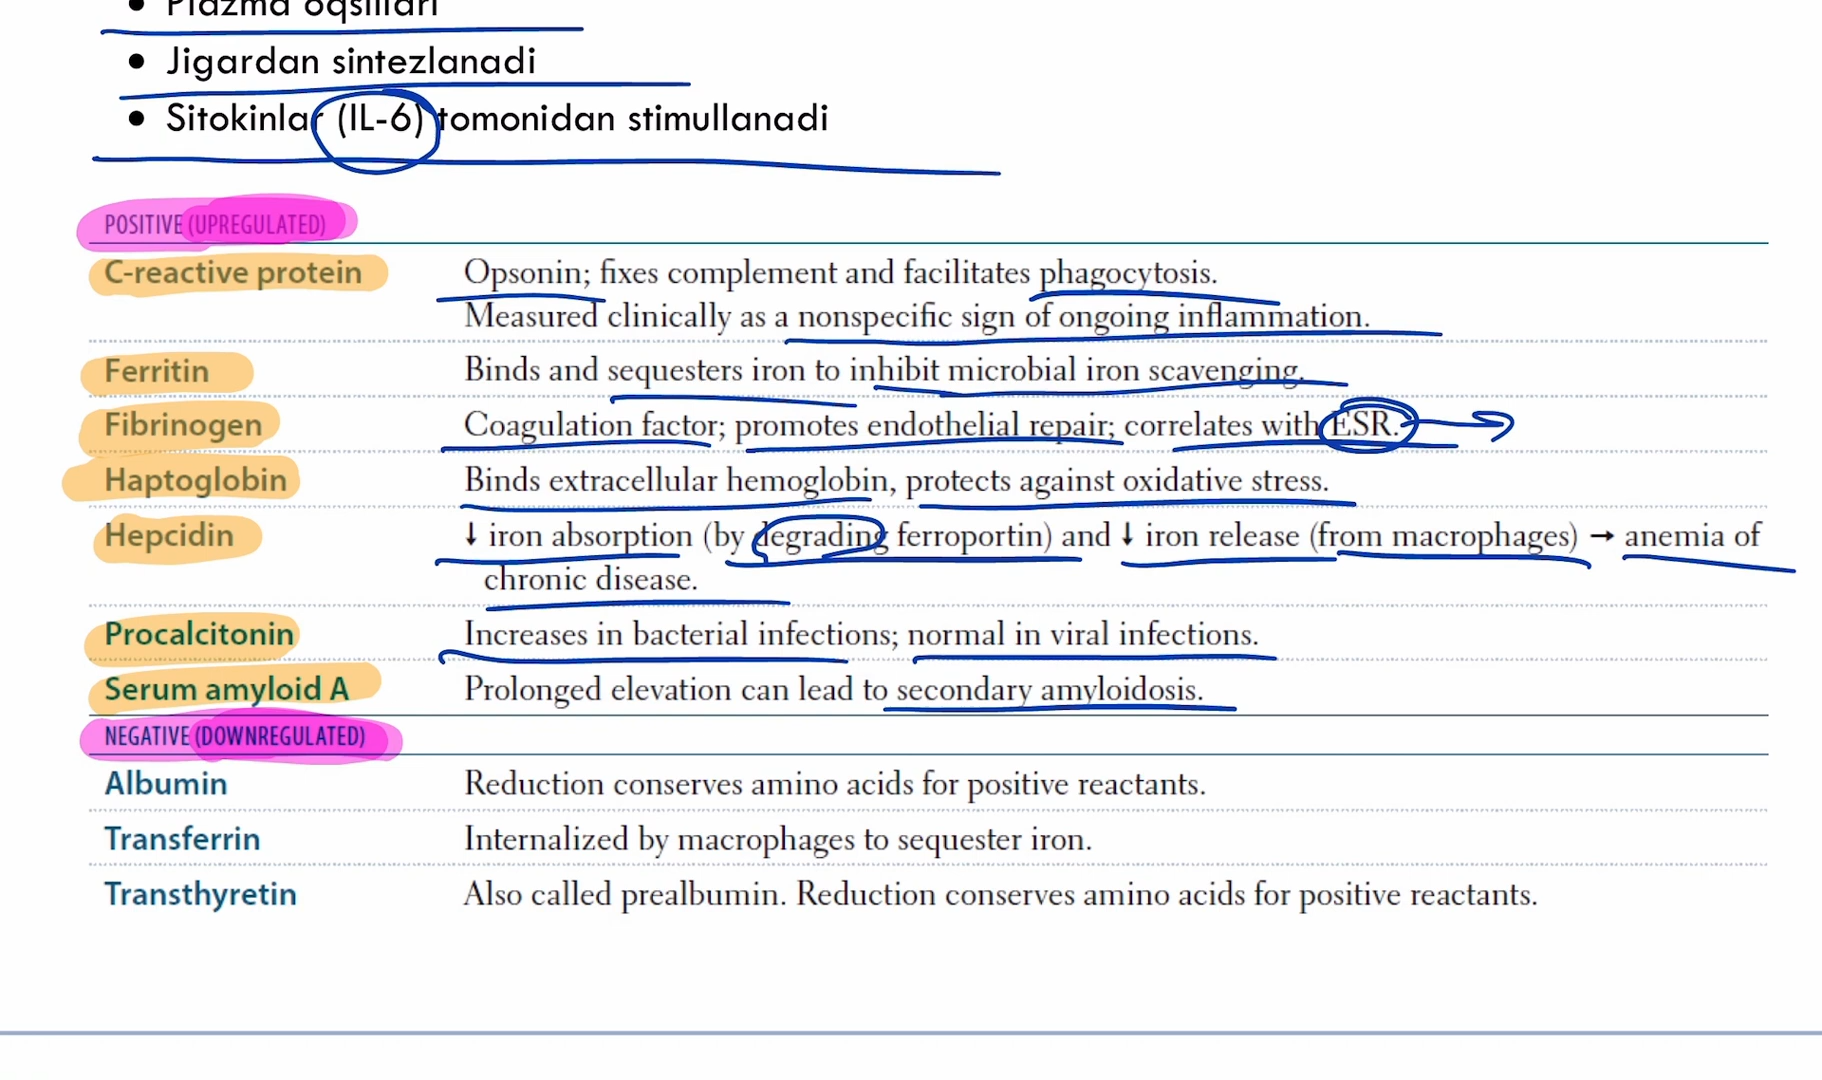 • Plazma oqsillari
• Jigardan sintezlanadi
• Sitokinlar (IL-6) tomonidan stimullanadi
POSITIVE (UPREGULATED)
C-reactive protein Opsonin; fixes complement and facilitates phagocytosis.
Measured clinically as a nonspecific sign of ongoing inflammation.
Ferritin Binds and sequesters iron to inhibit microbial iron scavenging.
Fibrinogen Coagulation factor; promotes endothelial repair; correlates with ESR.
Haptoglobin Binds extracellular hemoglobin, protects against oxidative stress.
Hepcidin ↓ iron absorption (by degrading ferroportin) and ↓ iron release (from macrophages) → anemia of
chronic disease.
Procalcitonin Increases in bacterial infections; normal in viral infections.
Serum amyloid A Prolonged elevation can lead to secondary amyloidosis.
NEGATIVE (DOWNREGULATED)
Albumin Reduction conserves amino acids for positive reactants.
Transferrin Internalized by macrophages to sequester iron.
Transthyretin Also called prealbumin. Reduction conserves amino acids for positive reactants.